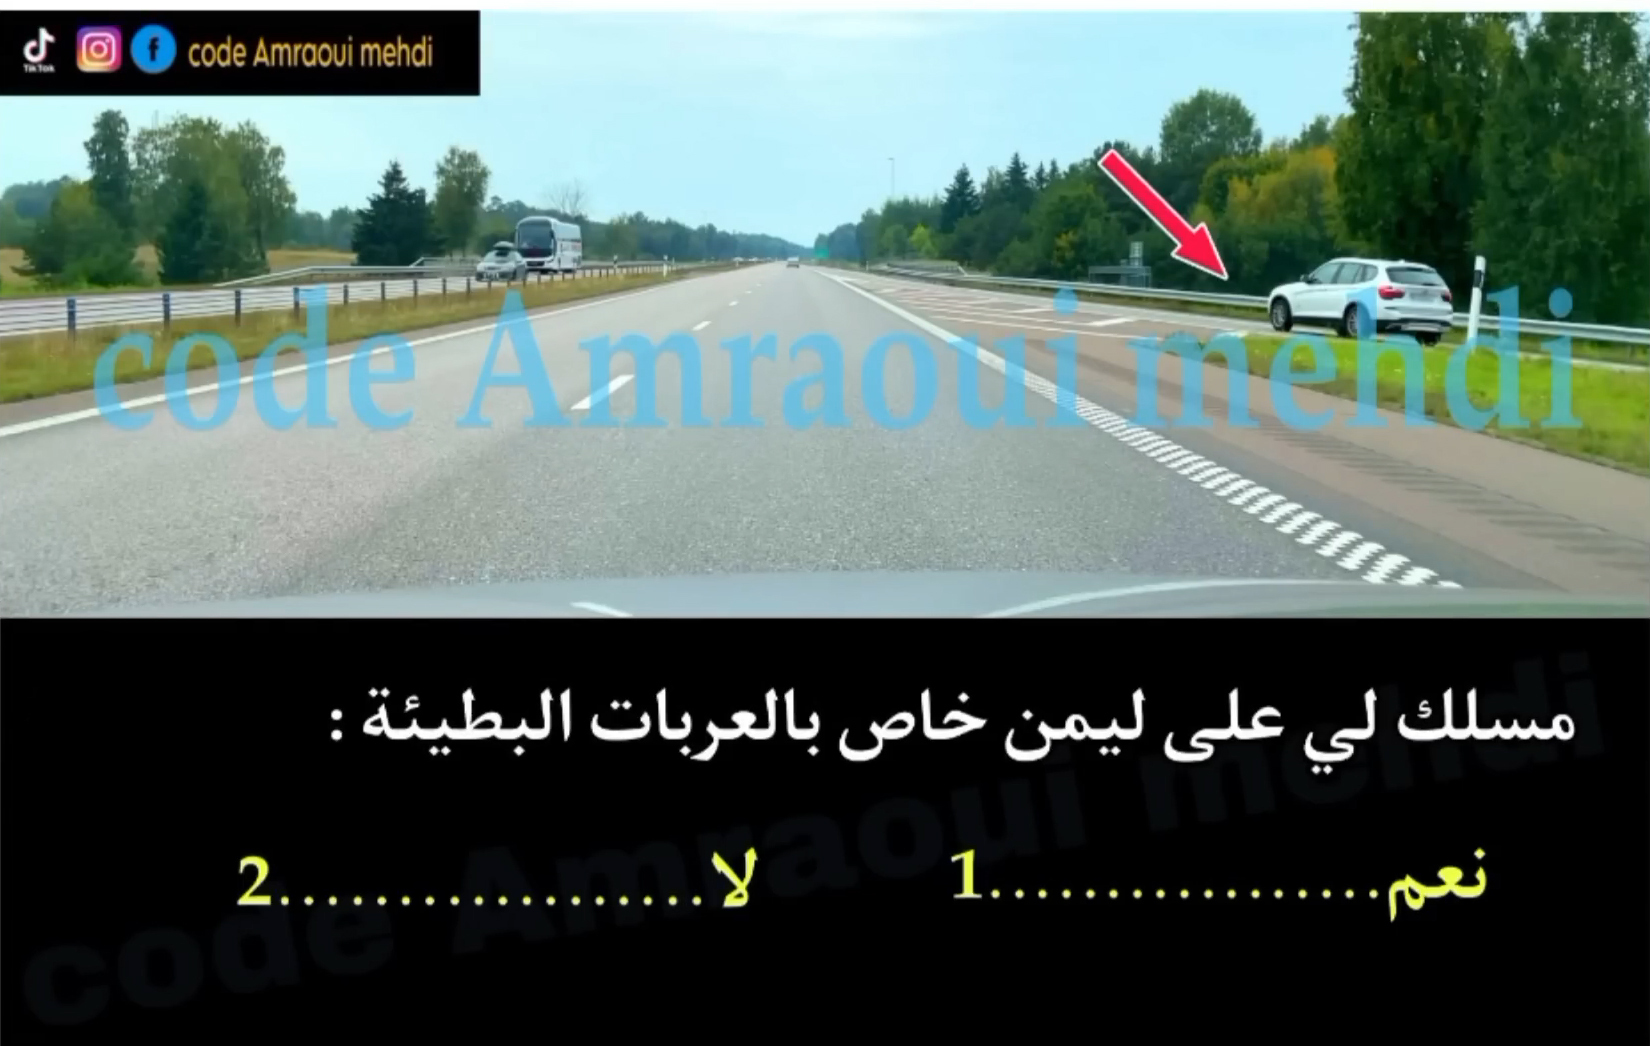 TikTok
code Amraoui mehdi
code Amraoui mehdi
مسلك لي على ليمن خاص بالعربات البطيئة :
نعم.................1
لا.................2
code Amraoui mehdi